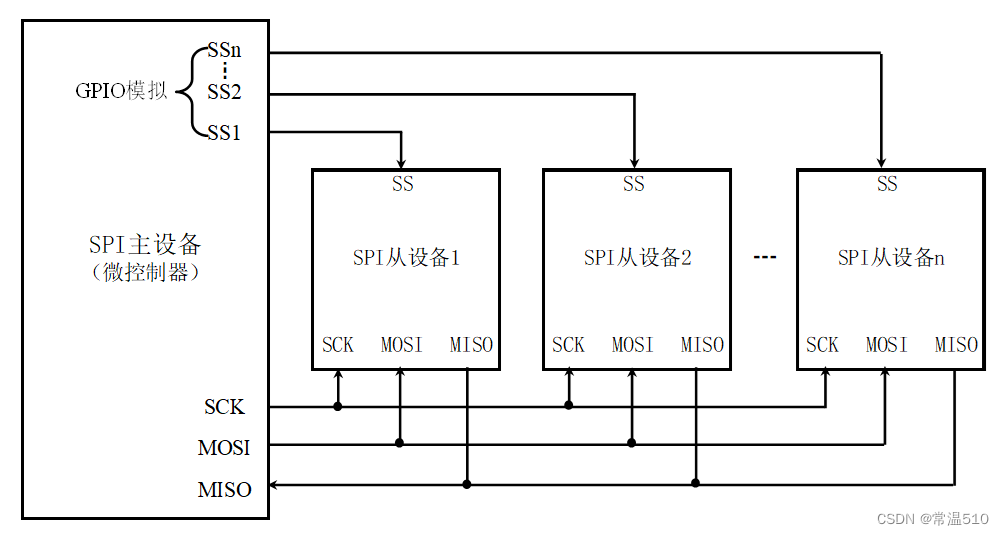 SSn
GPIO模拟
SS2
SS1
SS
SS
SS
SPI主设备
（微控制器）
SPI从设备1
SPI从设备2
SPI从设备n
SCK MOSI MISO
SCK MOSI MISO
SCK MOSI MISO
SCK
MOSI
MISO
CSDN @常温510